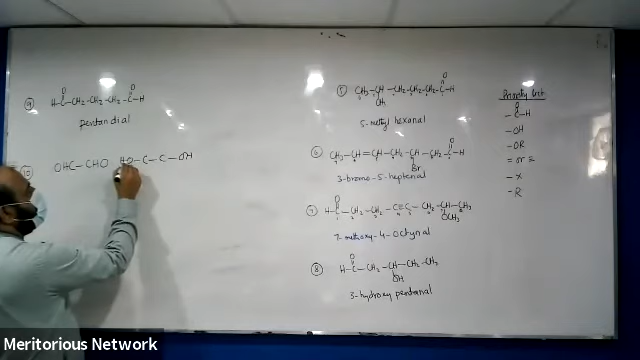 ⑨ H-C-CH₂-CH₂-CH₂-C-H
pentandial
⑩ OHC-CHO HO-C-C-OH
⑤ CH₃-CH-CH₂-CH₂-CH₂-C-H
5-methyl hexanal
⑥ CH₃-CH=CH-CH₂-CH-CH₂-C-H
Br
3-bromo-5-heptenal
⑦ H-C-CH₂-CH₂-C≡C-CH₂-CH-CH₃
OCH₃
7-methoxy-4-octynal
⑧ H-C-CH₂-CH-CH₂-CH₃
OH
3-hydroxy pentanal
Priority list
O
-C-H
-OH
-OR
= or ≡
-X
-R
Meritorious Network